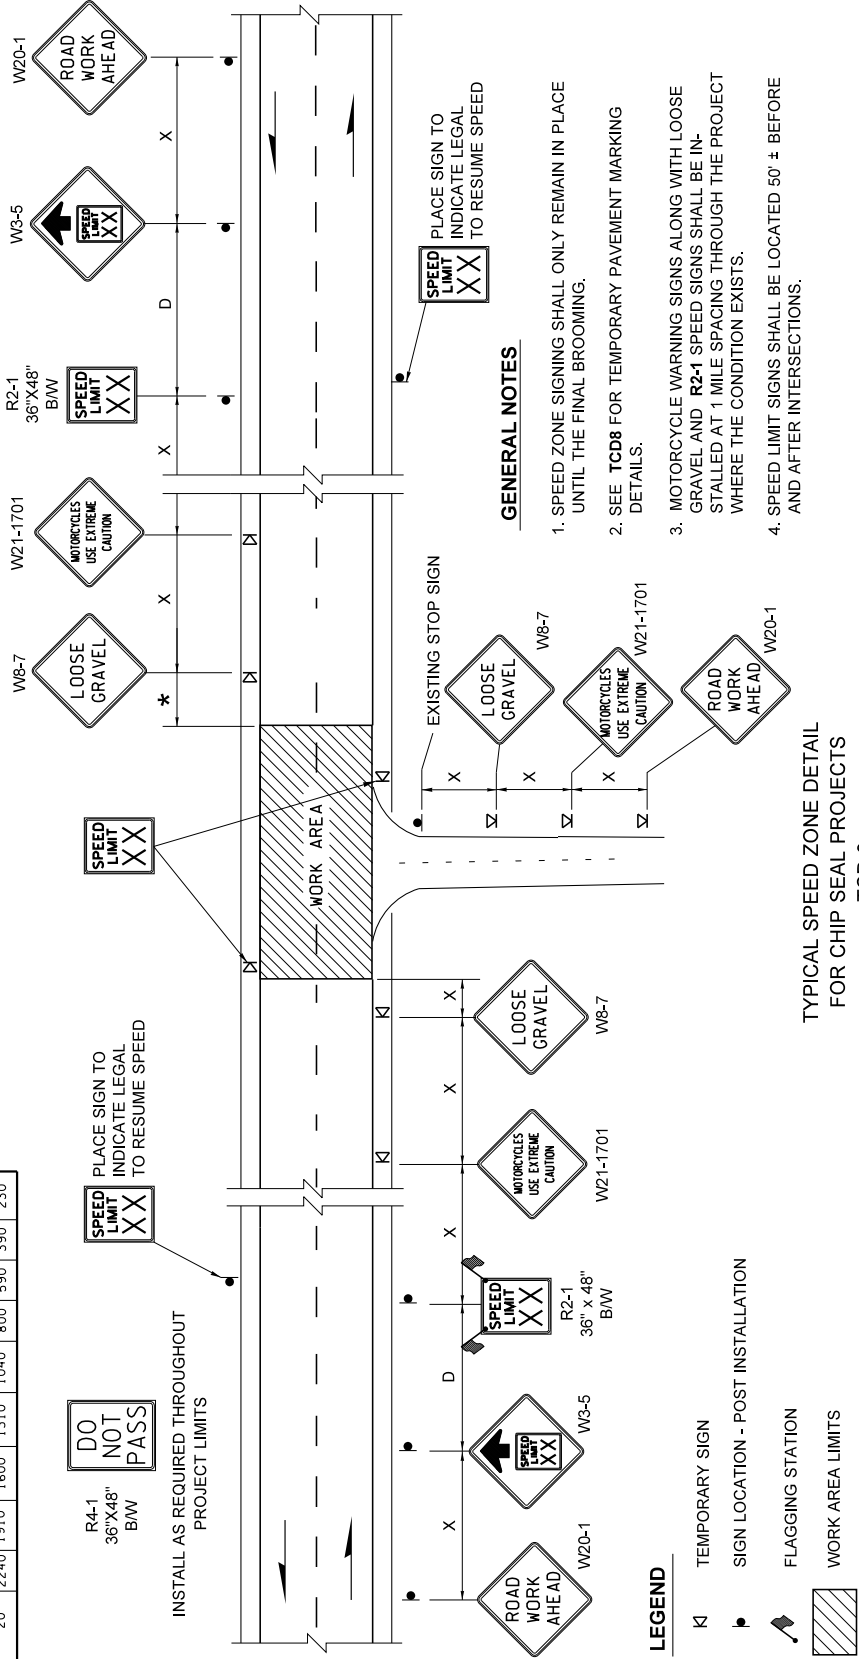 20 2240 1910 1600 1310 1040 800 590 390 230
R4-1
36"X48"
B/W
DO
NOT
PASS
INSTALL AS REQUIRED THROUGHOUT
PROJECT LIMITS
SPEED
LIMIT
XX
PLACE SIGN TO
INDICATE LEGAL
TO RESUME SPEED
SPEED
LIMIT
XX
W8-7
LOOSE
GRAVEL
W21-1701
MOTORCYCLES
USE EXTREME
CAUTION
R2-1
36"X48"
B/W
SPEED
LIMIT
XX
W3-5
SPEED
LIMIT
XX
W20-1
ROAD
WORK
AHEAD
*
X
X
D
X
WORK AREA
X
D
X
X
X
ROAD
WORK
AHEAD
W20-1
SPEED
LIMIT
XX
W3-5
SPEED
LIMIT
XX
R2-1
36" x 48"
B/W
MOTORCYCLES
USE EXTREME
CAUTION
W21-1701
LOOSE
GRAVEL
W8-7
EXISTING STOP SIGN
X
X
X
LOOSE
GRAVEL
W8-7
MOTORCYCLES
USE EXTREME
CAUTION
W21-1701
ROAD
WORK
AHEAD
W20-1
SPEED
LIMIT
XX
PLACE SIGN TO
INDICATE LEGAL
TO RESUME SPEED
GENERAL NOTES
1. SPEED ZONE SIGNING SHALL ONLY REMAIN IN PLACE
UNTIL THE FINAL BROOMING.
2. SEE TCD8 FOR TEMPORARY PAVEMENT MARKING
DETAILS.
3. MOTORCYCLE WARNING SIGNS ALONG WITH LOOSE
GRAVEL AND R2-1 SPEED SIGNS SHALL BE IN-
STALLED AT 1 MILE SPACING THROUGH THE PROJECT
WHERE THE CONDITION EXISTS.
4. SPEED LIMIT SIGNS SHALL BE LOCATED 50' ± BEFORE
AND AFTER INTERSECTIONS.
LEGEND
TEMPORARY SIGN
SIGN LOCATION - POST INSTALLATION
FLAGGING STATION
WORK AREA LIMITS
TYPICAL SPEED ZONE DETAIL
FOR CHIP SEAL PROJECTS